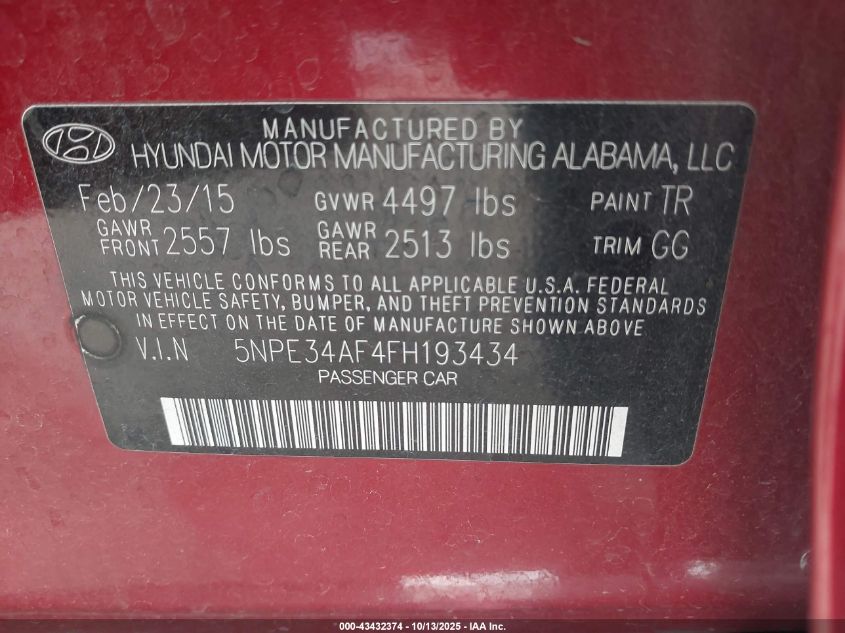 MANUFACTURED BY
HYUNDAI MOTOR MANUFACTURING ALABAMA, LLC
Feb/23/15 GVWR 4497 lbs PAINT TR
GAWR FRONT 2557 lbs GAWR REAR 2513 lbs TRIM GG
THIS VEHICLE CONFORMS TO ALL APPLICABLE U.S.A. FEDERAL
MOTOR VEHICLE SAFETY, BUMPER, AND THEFT PREVENTION STANDARDS
IN EFFECT ON THE DATE OF MANUFACTURE SHOWN ABOVE.
V.I.N 5NPE34AF4FH193434
PASSENGER CAR
000-43432374 - 10/13/2025 - IAA Inc.